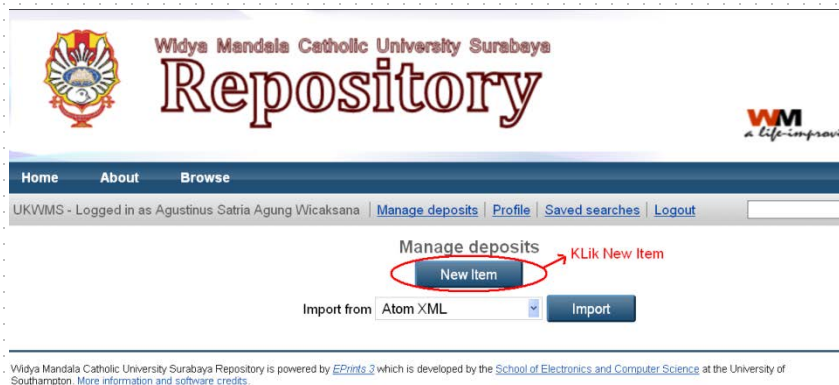 Widya Mandala Catholic University Surabaya
Repository
WM
a life-improvi
Home About Browse
UKWMS - Logged in as Agustinus Satria Agung Wicaksana | Manage deposits | Profile | Saved searches | Logout
Manage deposits
KLik New Item
New Item
Import from Atom XML Import
Widya Mandala Catholic University Surabaya Repository is powered by EPrints 3 which is developed by the School of Electronics and Computer Science at the University of
Southampton. More information and software credits.